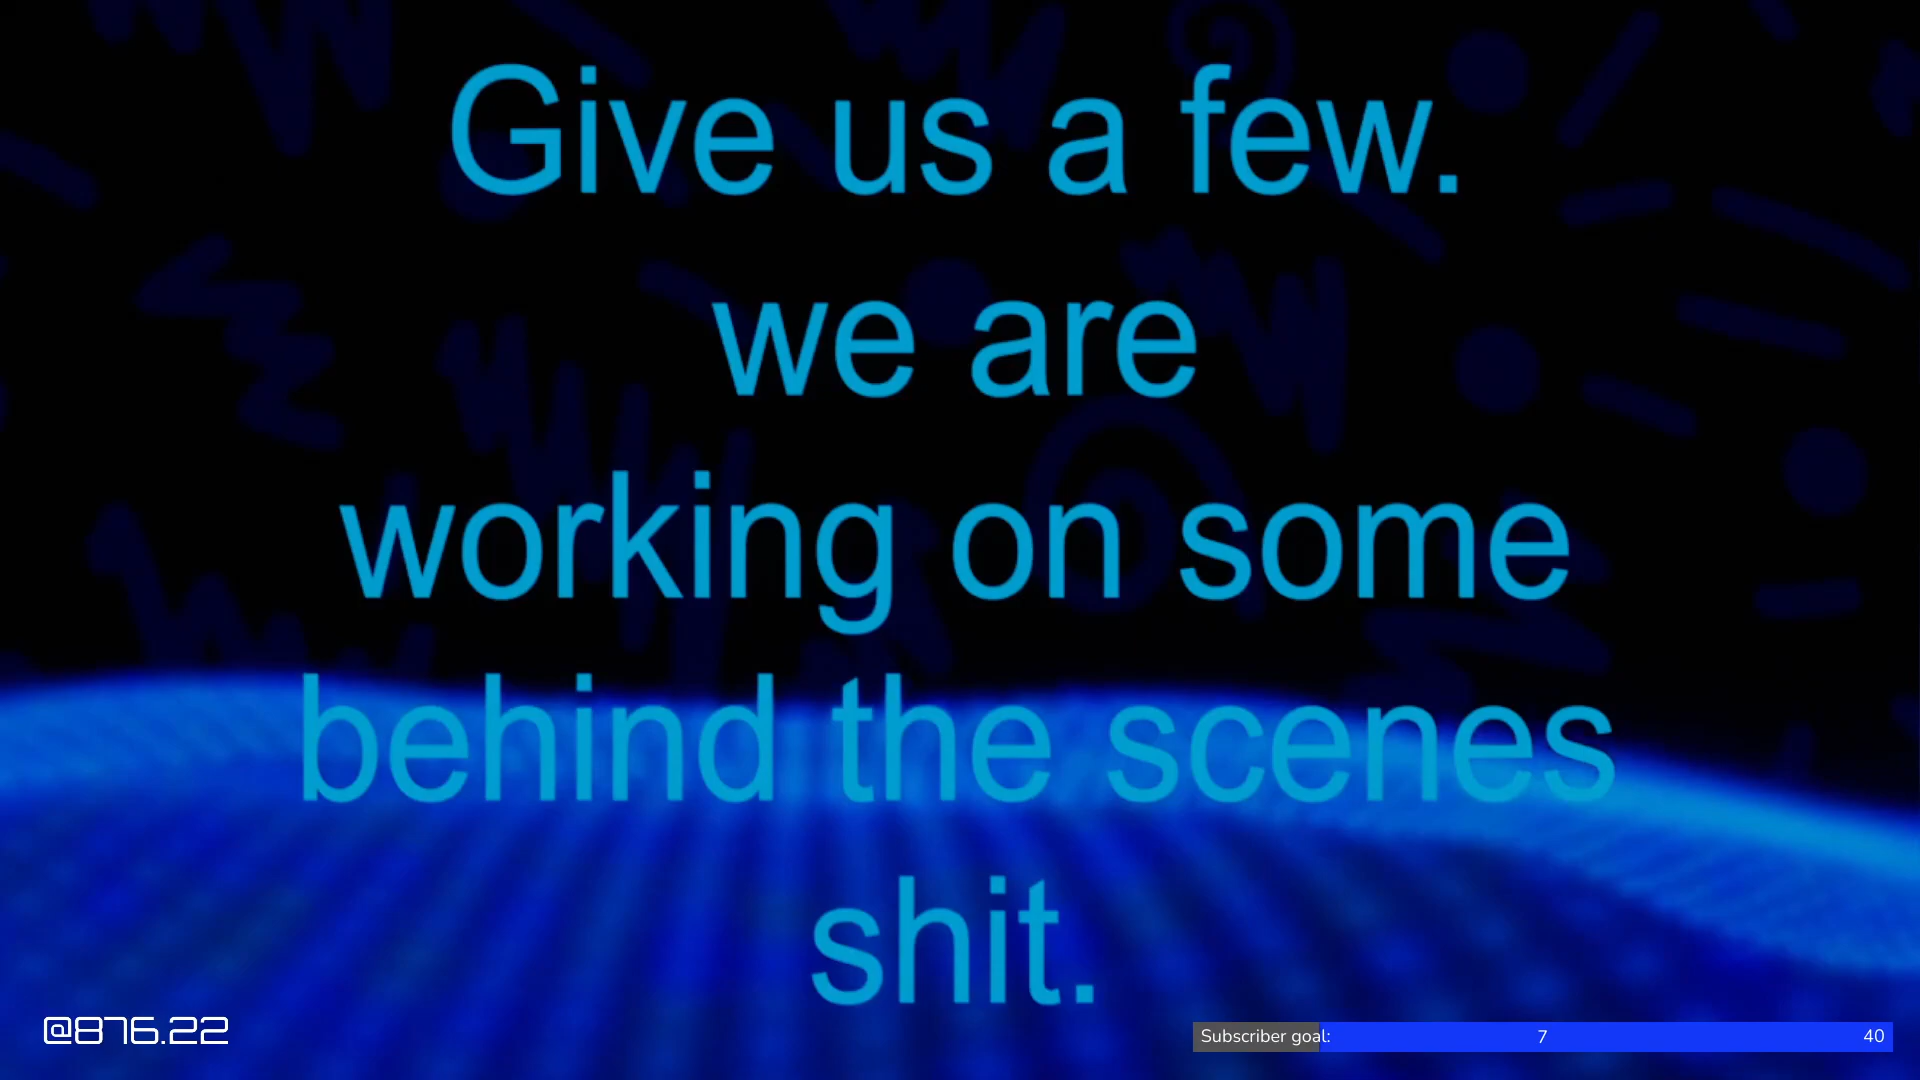 Give us a few.
we are
working on some
behind the scenes
shit.
@876.22
Subscriber goal: 7 40